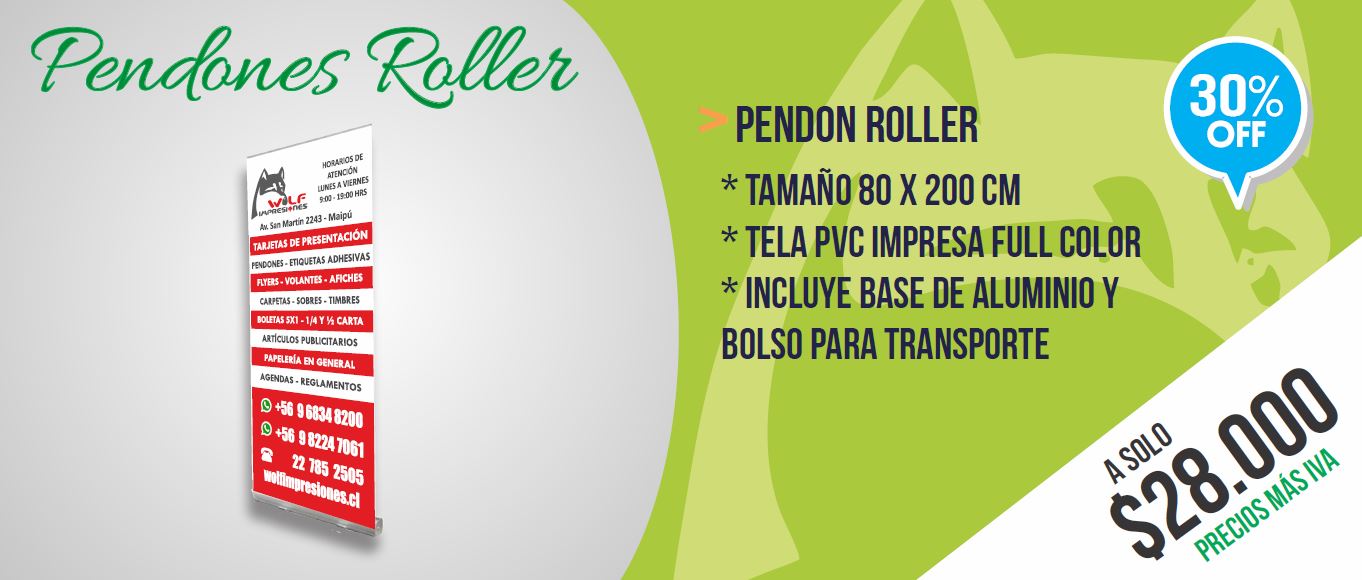 Pendones Roller
HORARIOS DE
ATENCIÓN
LUNES A VIERNES
9:00 - 19:00 HRS
WOLF
IMPRESIONES
Av. San Martín 2243 - Maipú
TARJETAS DE PRESENTACIÓN
PENDONES - ETIQUETAS ADHESIVAS
FLYERS - VOLANTES - AFICHES
CARPETAS - SOBRES - TIMBRES
BOLETAS 5X1 - 1/4 Y ½ CARTA
ARTÍCULOS PUBLICITARIOS
PAPELERÍA EN GENERAL
AGENDAS - REGLAMENTOS
+56 9 6834 8200
+56 9 8224 7061
22 785 2505
wolfimpresiones.cl
> PENDON ROLLER
* TAMAÑO 80 X 200 CM
* TELA PVC IMPRESA FULL COLOR
* INCLUYE BASE DE ALUMINIO Y
BOLSO PARA TRANSPORTE
30%
OFF
A SOLO
$28.000
PRECIOS MÁS IVA